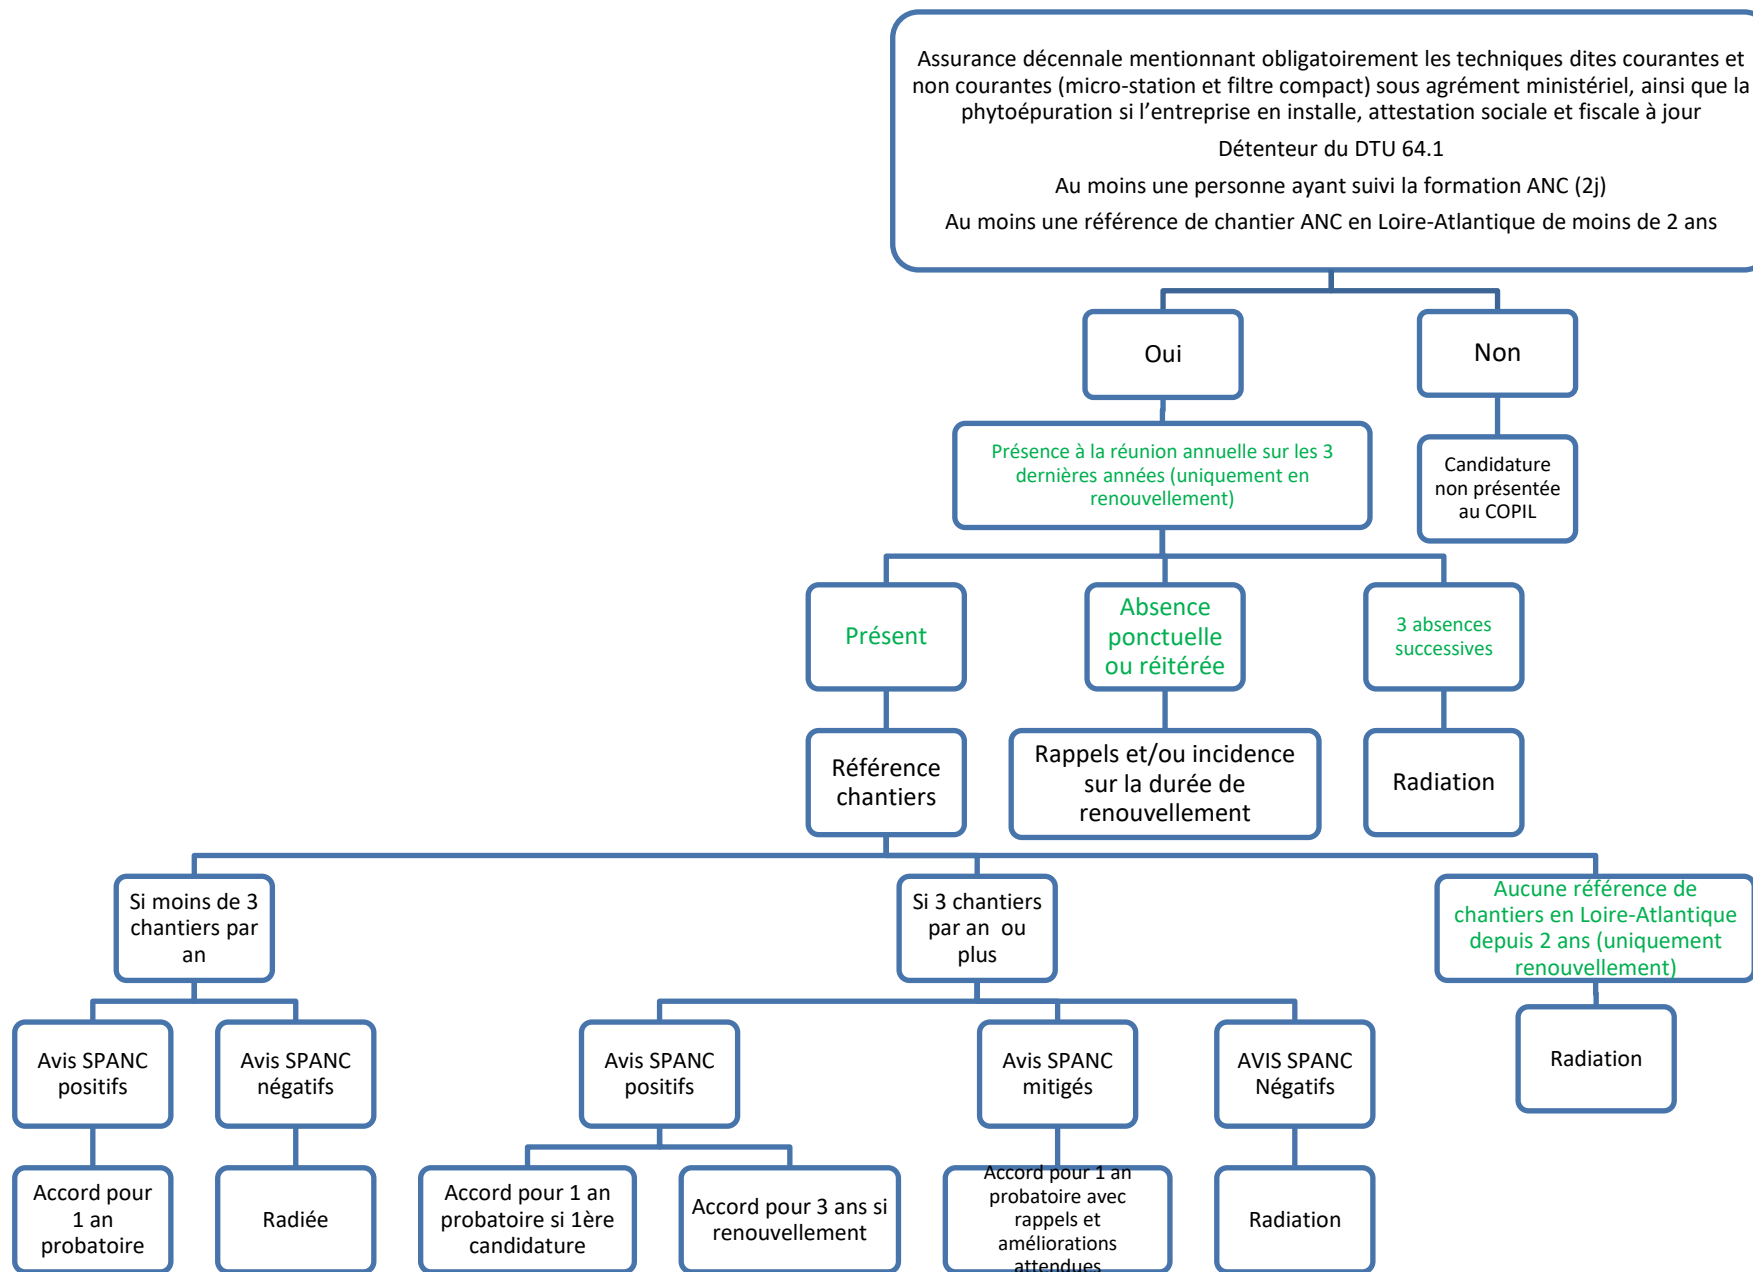 Assurance décennale mentionnant obligatoirement les techniques dites courantes et
non courantes (micro-station et filtre compact) sous agrément ministériel, ainsi que la
phytoépuration si l'entreprise en installe, attestation sociale et fiscale à jour
Détenteur du DTU 64.1
Au moins une personne ayant suivi la formation ANC (2j)
Au moins une référence de chantier ANC en Loire-Atlantique de moins de 2 ans
Oui
Non
Présence à la réunion annuelle sur les 3
dernières années (uniquement en
renouvellement)
Candidature
non présentée
au COPIL
Présent
Absence
ponctuelle
ou réitérée
3 absences
successives
Référence
chantiers
Rappels et/ou incidence
sur la durée de
renouvellement
Radiation
Si moins de 3
chantiers par
an
Si 3 chantiers
par an ou
plus
Aucune référence de
chantiers en Loire-Atlantique
depuis 2 ans (uniquement
renouvellement)
Avis SPANC
positifs
Avis SPANC
négatifs
Avis SPANC
positifs
Avis SPANC
mitigés
AVIS SPANC
Négatifs
Radiation
Accord pour
1 an
probatoire
Radiée
Accord pour 1 an
probatoire si 1ère
candidature
Accord pour 3 ans si
renouvellement
Accord pour 1 an
probatoire avec
rappels et
améliorations
attendues
Radiation